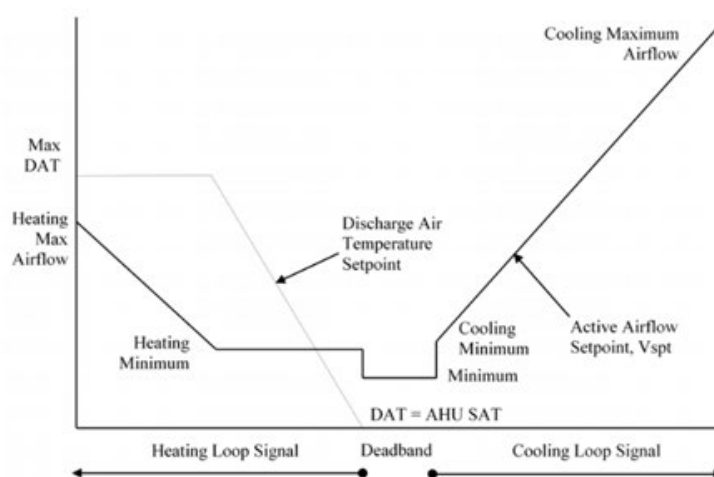 Cooling Maximum
Airflow
Max
DAT
Heating
Max
Airflow
Discharge Air
Temperature
Setpoint
Heating
Minimum
Cooling
Minimum
Minimum
Active Airflow
Setpoint, Vspt
DAT = AHU SAT
Heating Loop Signal
Deadband
Cooling Loop Signal